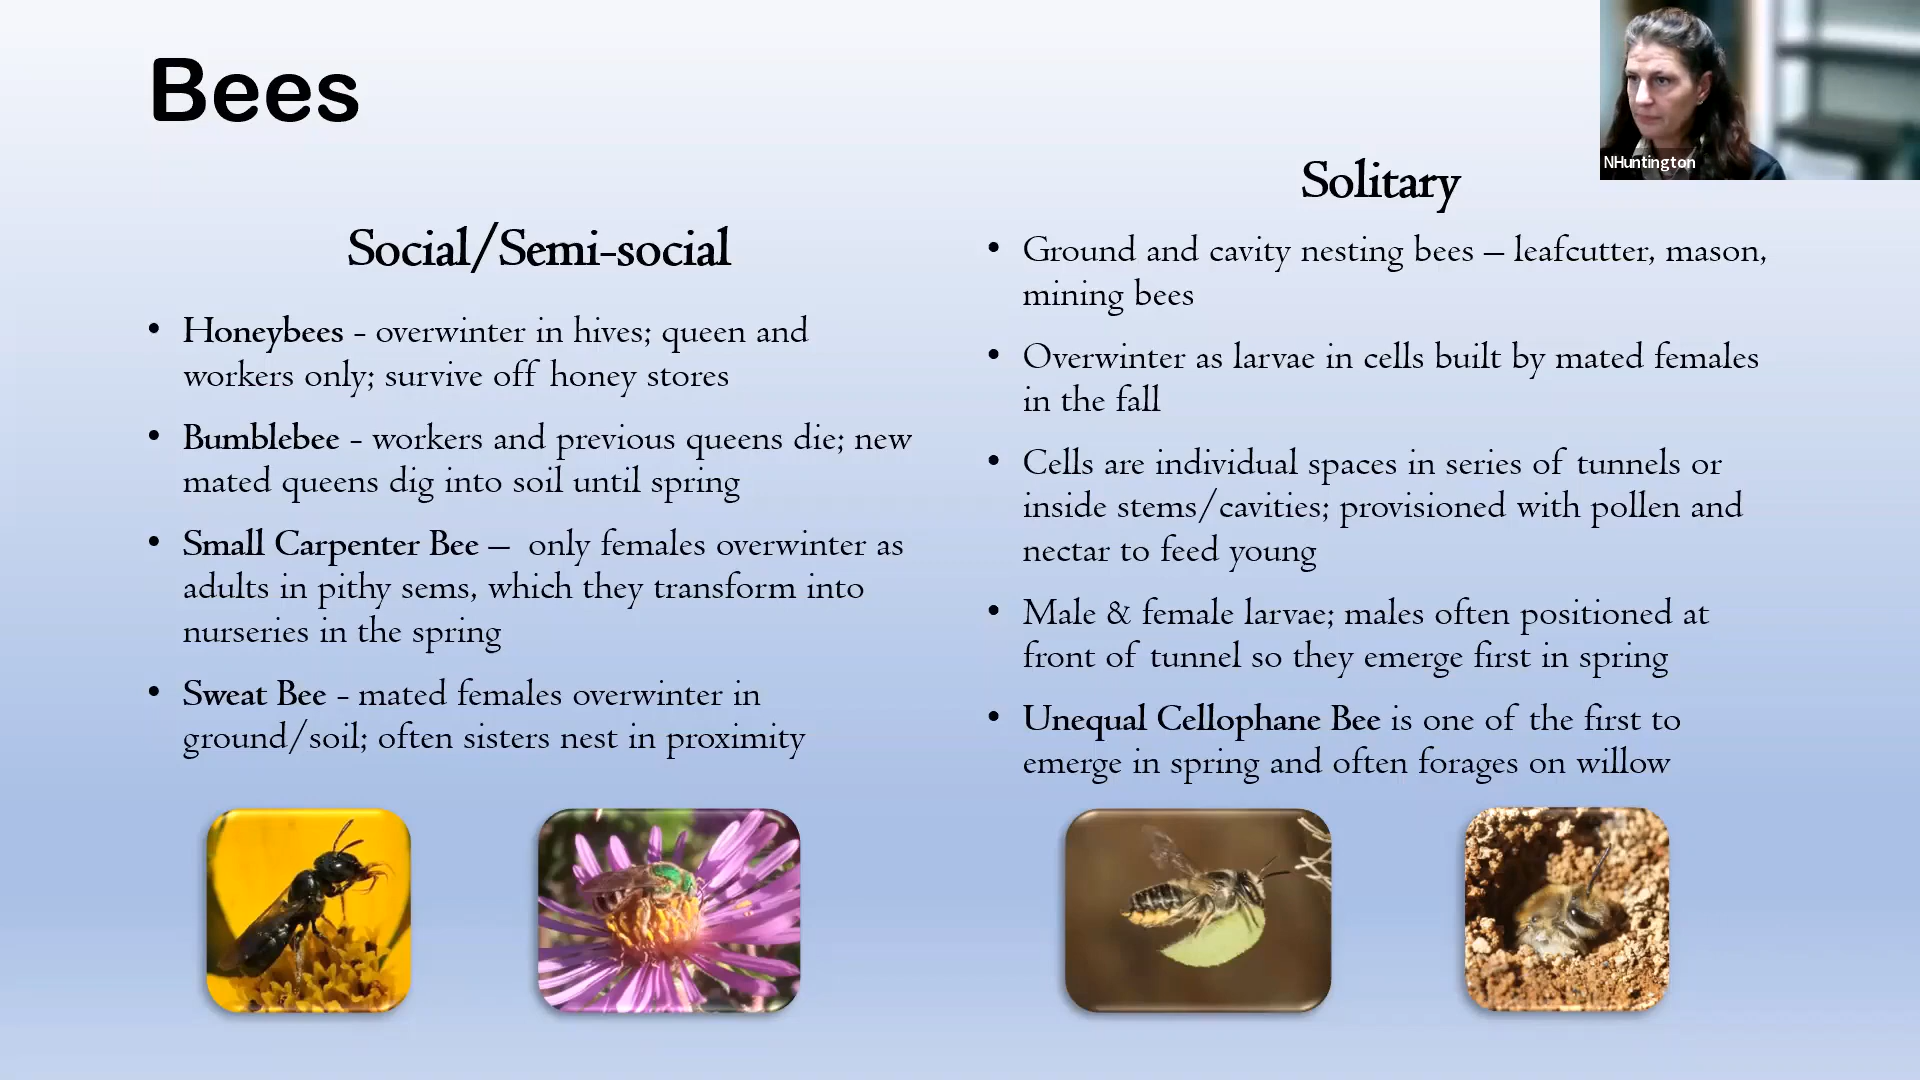 Bees
NHuntington
Social/Semi-social
• Honeybees - overwinter in hives; queen and
workers only; survive off honey stores
• Bumblebee - workers and previous queens die; new
mated queens dig into soil until spring
• Small Carpenter Bee – only females overwinter as
adults in pithy sems, which they transform into
nurseries in the spring
• Sweat Bee - mated females overwinter in
ground/soil; often sisters nest in proximity
Solitary
• Ground and cavity nesting bees – leafcutter, mason,
mining bees
• Overwinter as larvae in cells built by mated females
in the fall
• Cells are individual spaces in series of tunnels or
inside stems/cavities; provisioned with pollen and
nectar to feed young
• Male & female larvae; males often positioned at
front of tunnel so they emerge first in spring
• Unequal Cellophane Bee is one of the first to
emerge in spring and often forages on willow